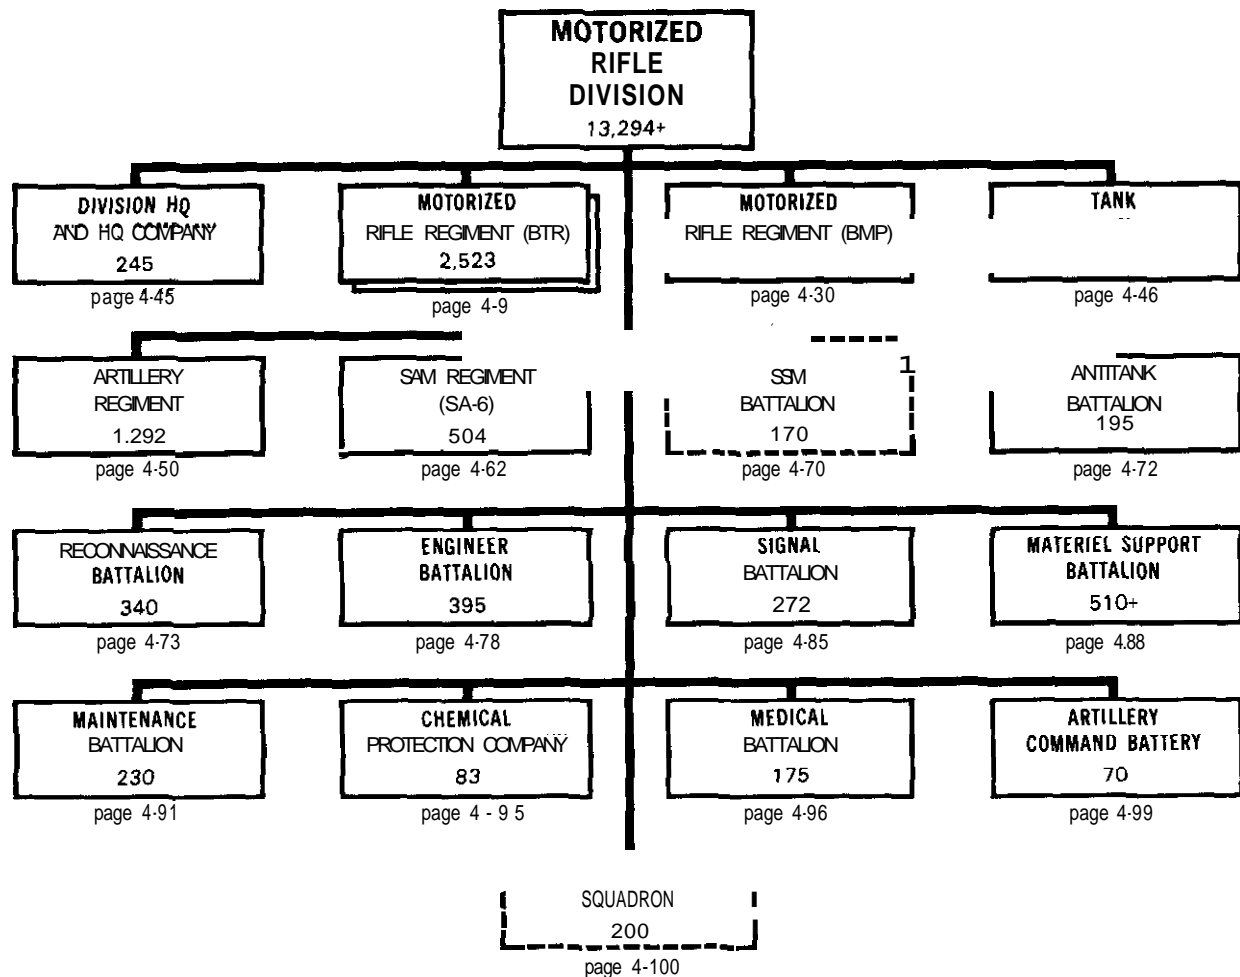 MOTORIZED
RIFLE
DIVISION
13,294+
DIVISION HQ
AND HQ COMPANY
245
page 4-45
MOTORIZED
RIFLE REGIMENT (BTR)
2,523
page 4-9
MOTORIZED
RIFLE REGIMENT (BMP)
page 4-30
TANK
page 4-46
ARTILLERY
REGIMENT
1.292
page 4-50
SAM REGIMENT
(SA-6)
504
page 4-62
1
SSM
BATTALION
170
page 4-70
ANTITANK
BATTALION
195
page 4-72
RECONNAISSANCE
BATTALION
340
page 4-73
ENGINEER
BATTALION
395
page 4-78
SIGNAL
BATTALION
272
page 4-85
MATERIEL SUPPORT
BATTALION
510+
page 4.88
MAINTENANCE
BATTALION
230
page 4-91
CHEMICAL
PROTECTION COMPANY
83
page 4 - 9 5
MEDICAL
BATTALION
175
page 4-96
ARTILLERY
COMMAND BATTERY
70
page 4-99
SQUADRON
200
page 4-100